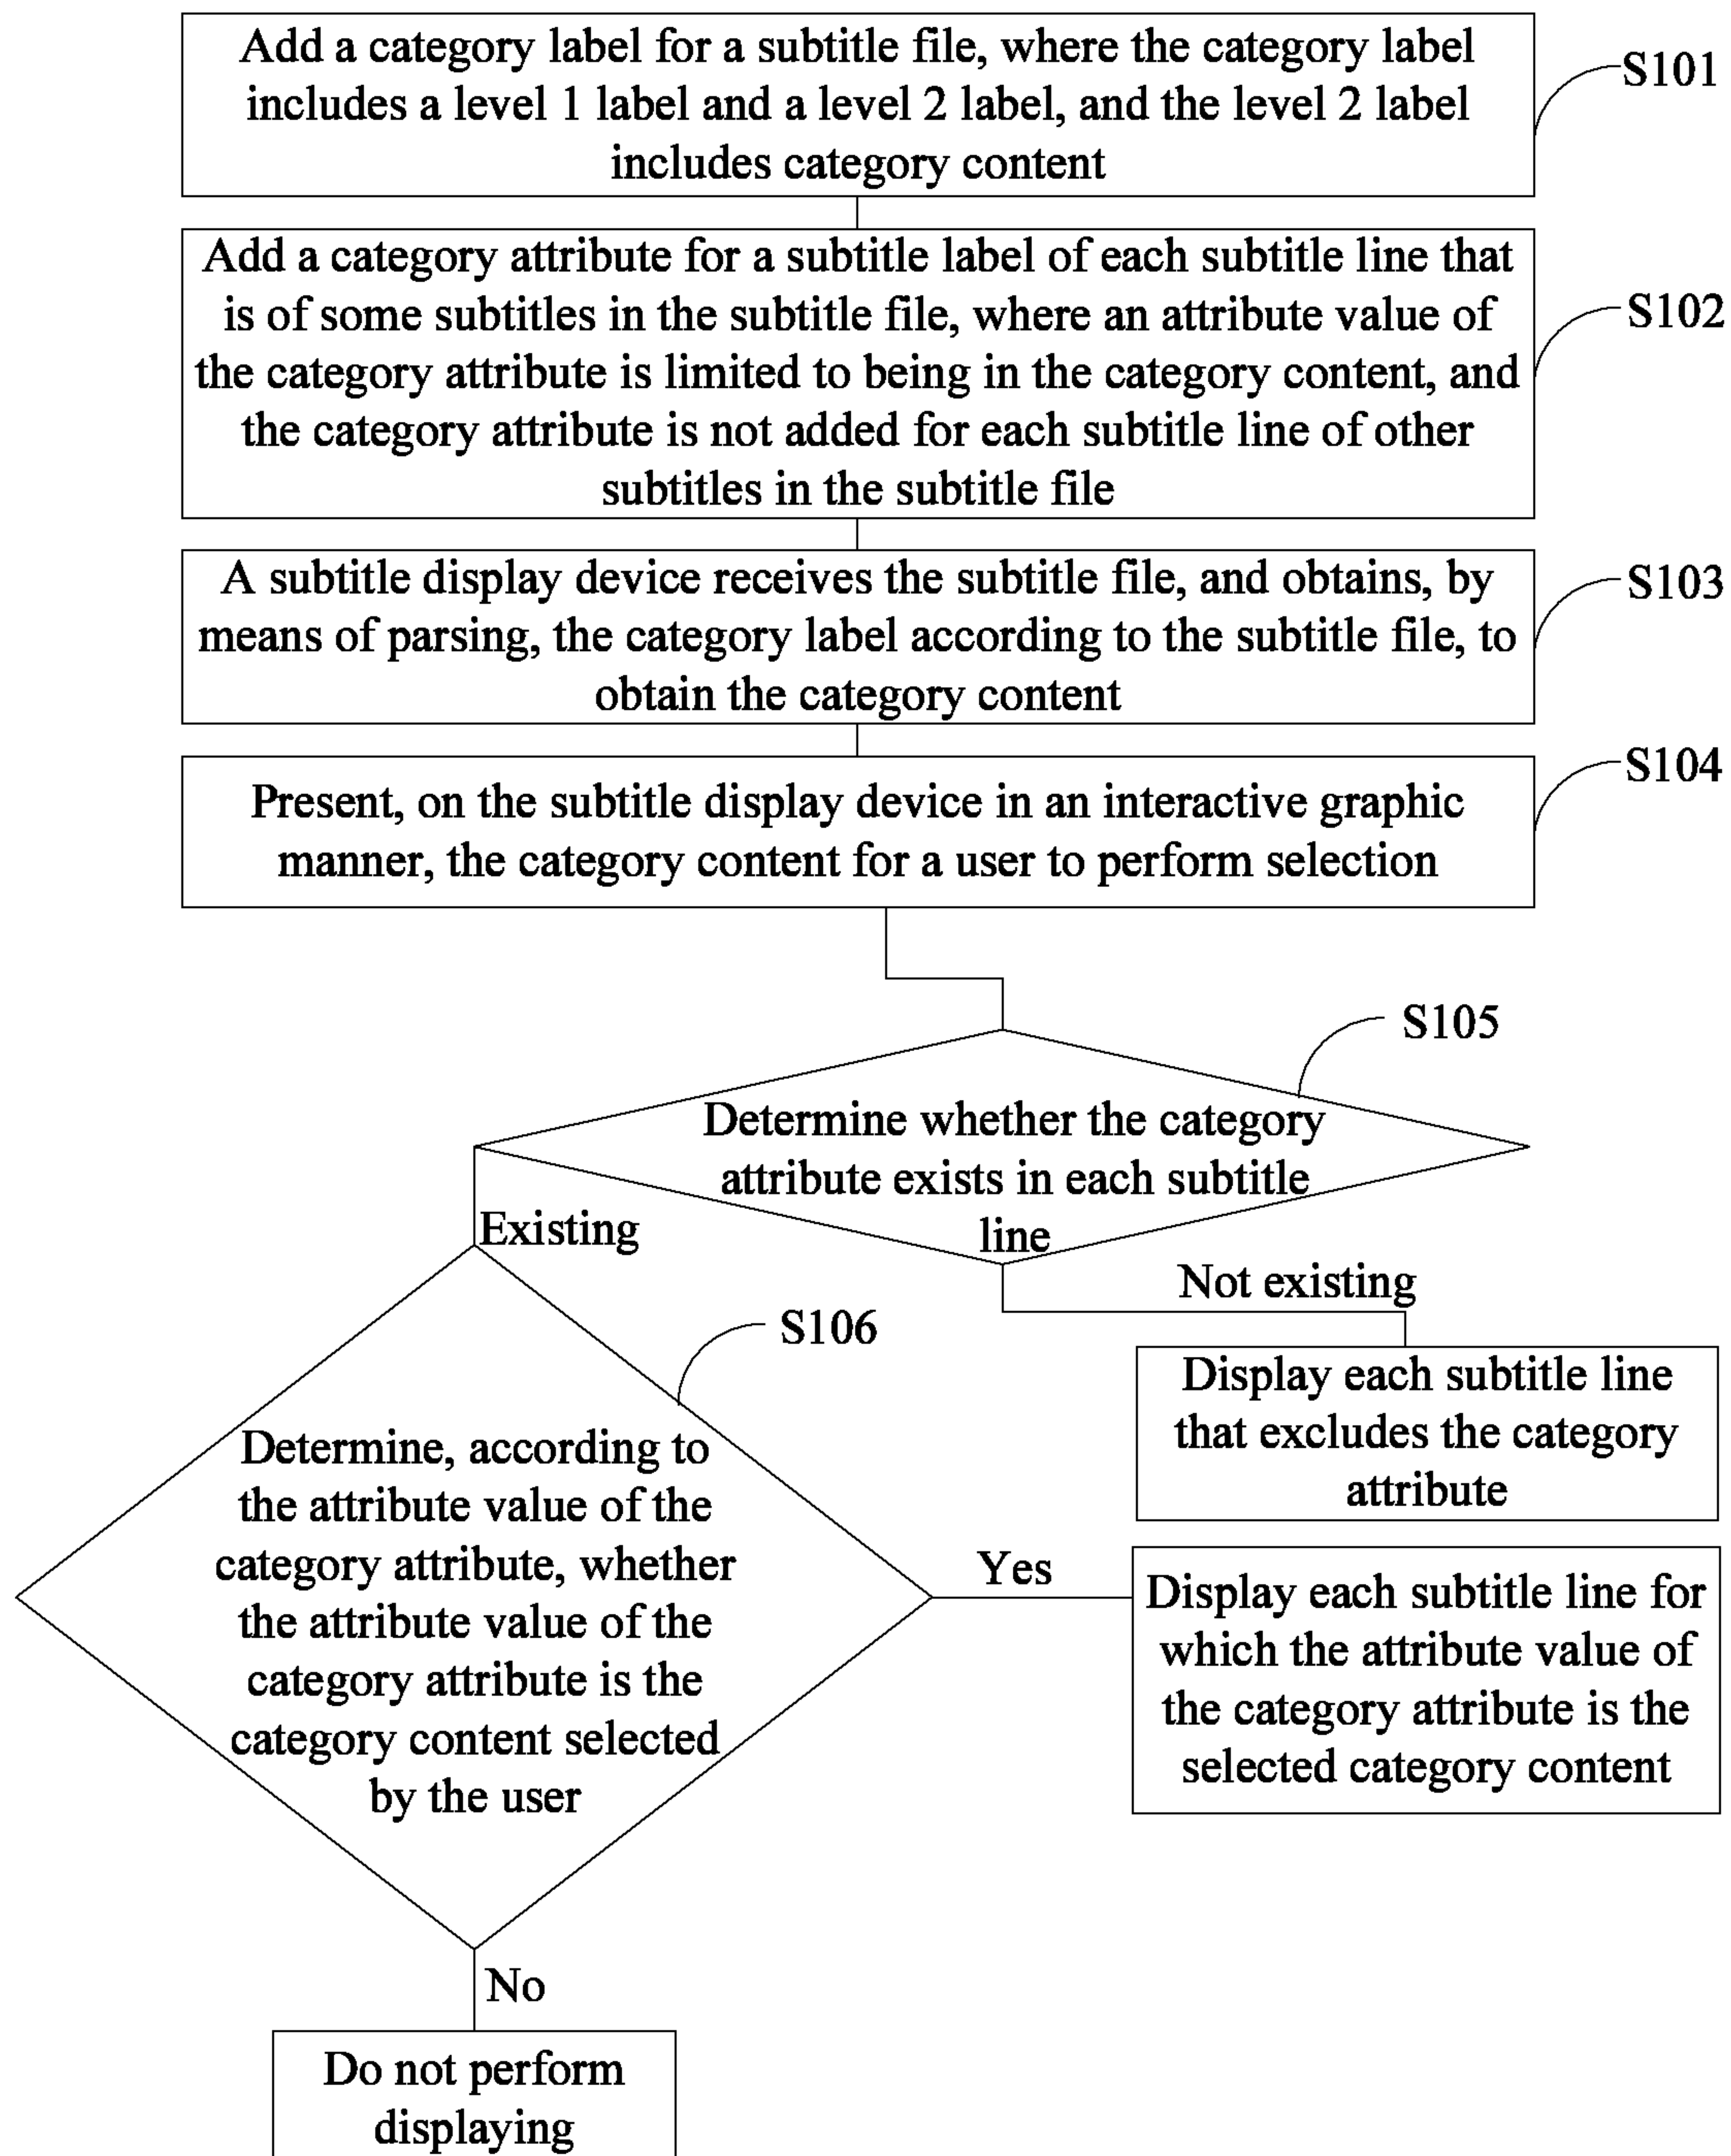 Add a category label for a subtitle file, where the category label
includes a level 1 label and a level 2 label, and the level 2 label
includes category content
S101
Add a category attribute for a subtitle label of each subtitle line that
is of some subtitles in the subtitle file, where an attribute value of
the category attribute is limited to being in the category content, and
the category attribute is not added for each subtitle line of other
subtitles in the subtitle file
S102
A subtitle display device receives the subtitle file, and obtains, by
means of parsing, the category label according to the subtitle file, to
obtain the category content
S103
Present, on the subtitle display device in an interactive graphic
manner, the category content for a user to perform selection
S104
S105
Determine whether the category
attribute exists in each subtitle
line
Existing
Not existing
Display each subtitle line
that excludes the category
attribute
S106
Determine, according to
the attribute value of the
category attribute, whether
the attribute value of the
category attribute is the
category content selected
by the user
Yes
Display each subtitle line for
which the attribute value of
the category attribute is the
selected category content
No
Do not perform
displaying